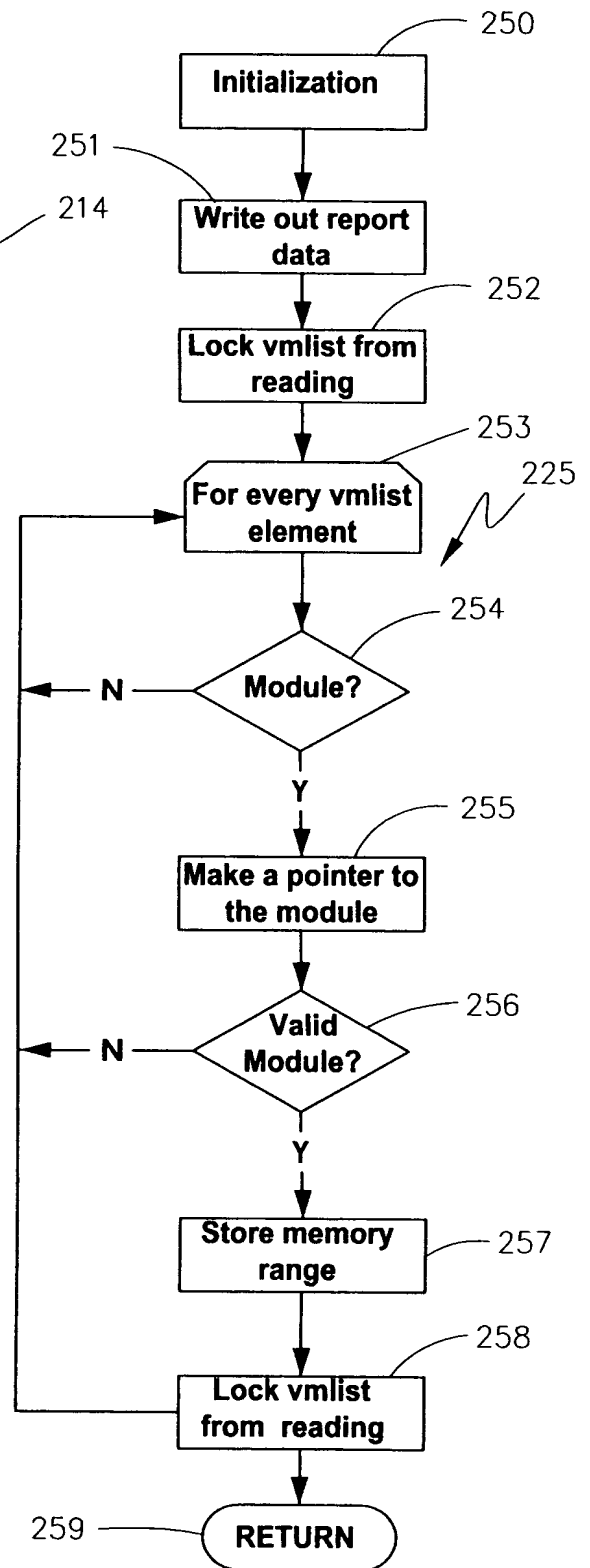 250
Initialization
251
214
Write out report
data
252
Lock vmlist from
reading
253
225
For every vmlist
element
254
Module?
N
Y
255
Make a pointer to
the module
256
Valid
Module?
N
Y
Store memory
range
257
258
Lock vmlist
from reading
259
RETURN